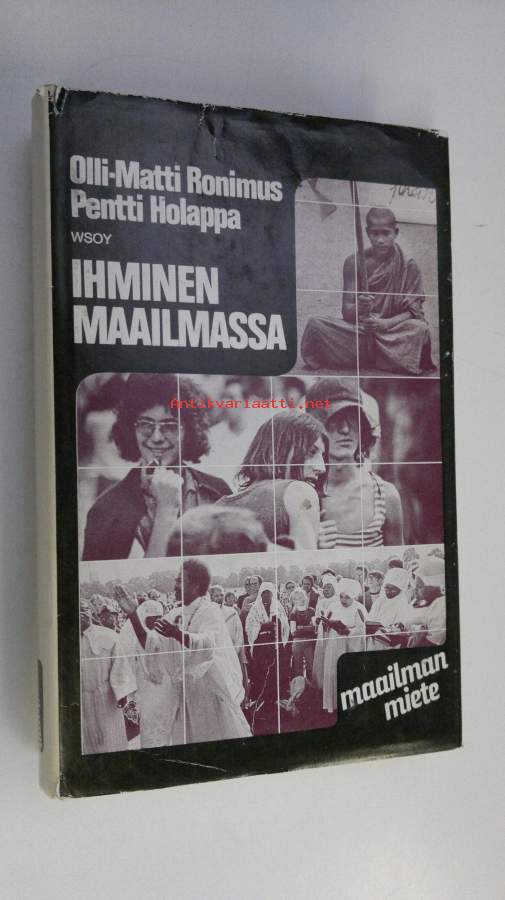 Olli-Matti Ronimus
Pentti Holappa
WSOY
IHMINEN
MAAILMASSA
Antikvariaatti.net
maailman
miete